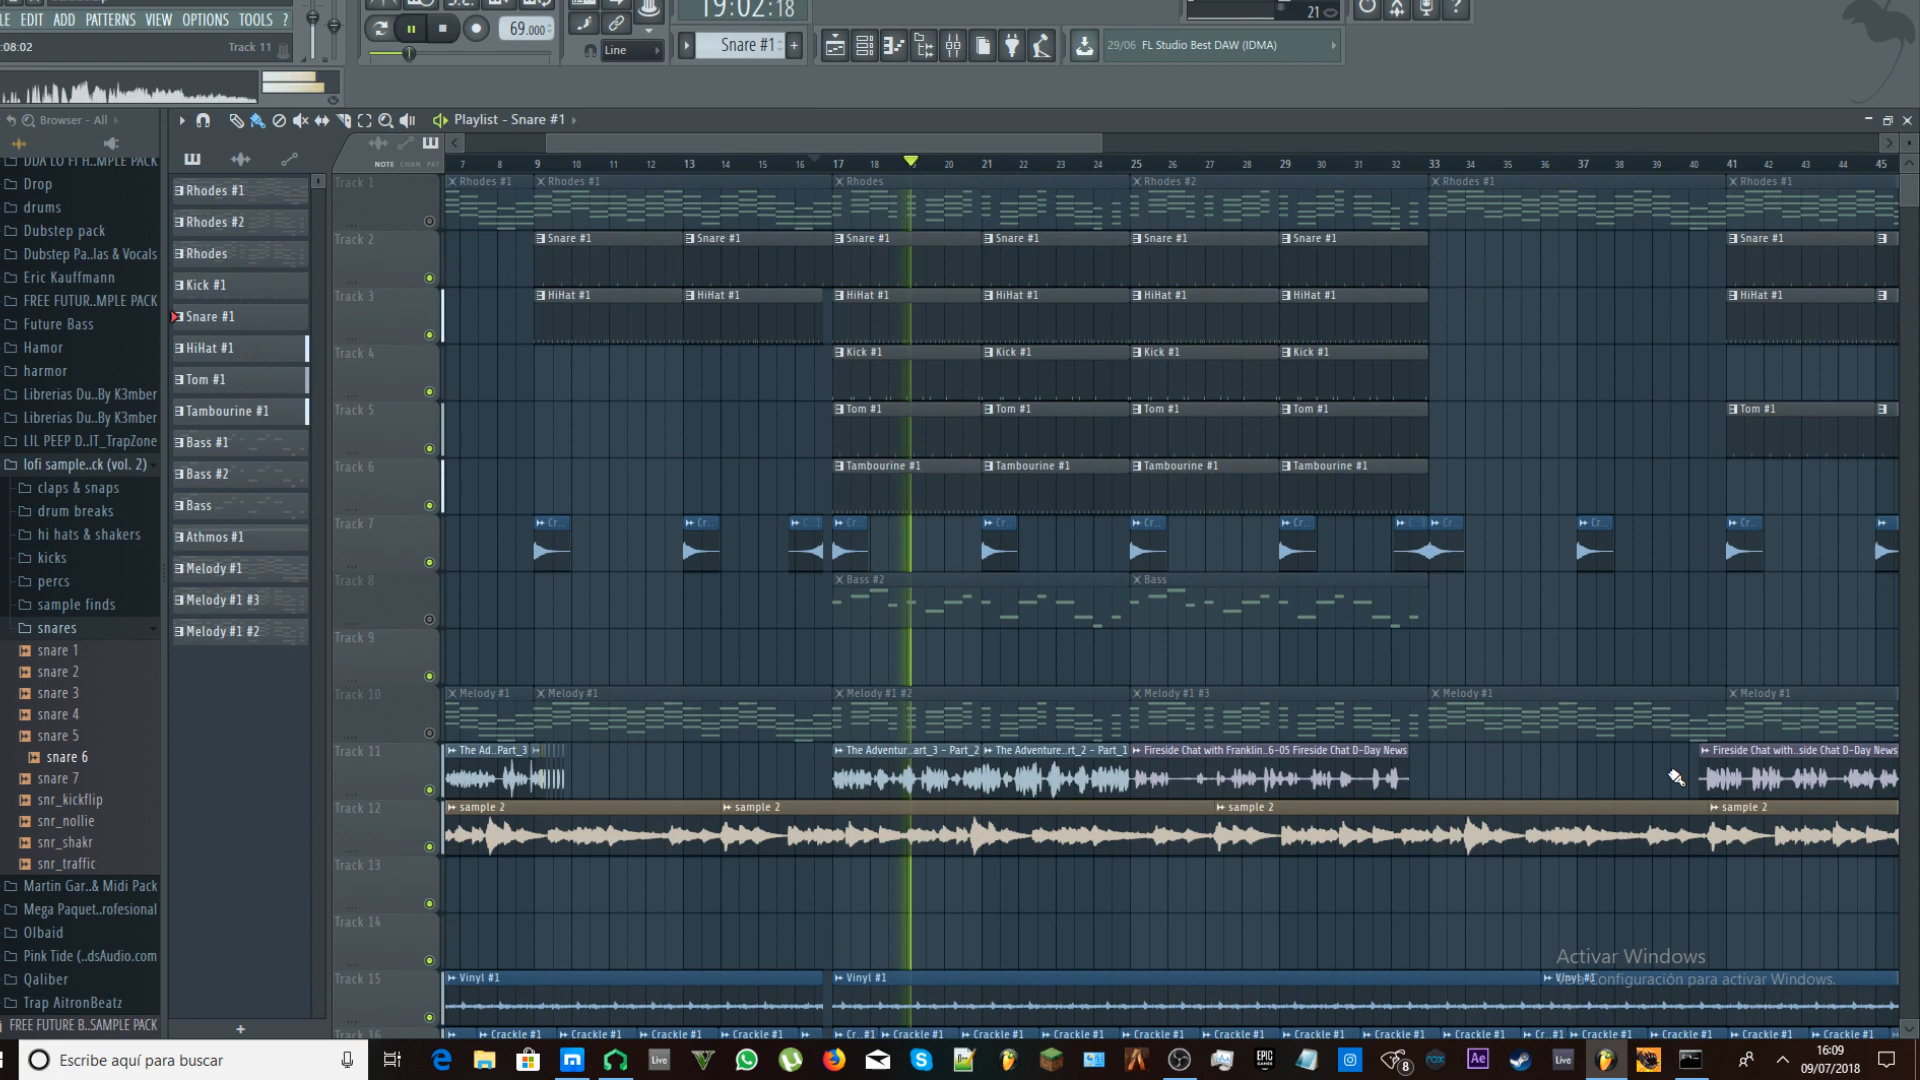 LE EDIT ADD PATTERNS VIEW OPTIONS TOOLS ?
:08:02 Track 11
69.000
19:02:18
Line
Snare #1 +
21
29/06 FL Studio Best DAW (IDMA)
Browser - All
Playlist - Snare #1
NOTE CHAN PAT
7 8 9 10 11 12 13 14 15 16 17 18 20 21 22 23 24 25 26 27 28 29 30 31 32 33 34 35 36 37 38 39 40 41 42 43 44 45
DDA LO FI H..MPLE PACK
Drop
drums
Dubstep pack
Dubstep Pa..las & Vocals
Eric Kauffmann
FREE FUTUR..MPLE PACK
Future Bass
Hamor
harmor
Librerias Du..By K3mber
Librerias Du..By K3mber
LIL PEEP D..IT_TrapZone
lofi sample..ck (vol. 2)
claps & snaps
drum breaks
hi hats & shakers
kicks
percs
sample finds
snares
snare 1
snare 2
snare 3
snare 4
snare 5
snare 6
snare 7
snr_kickflip
snr_nollie
snr_shakr
snr_traffic
Martin Gar..& Midi Pack
Mega Paquet..rofesional
Olbaid
Pink Tide (..dsAudio.com
Qaliber
Trap AitronBeatz
FREE FUTURE B..SAMPLE PACK
Rhodes #1
Rhodes #2
Rhodes
Kick #1
Snare #1
HiHat #1
Tom #1
Tambourine #1
Bass #1
Bass #2
Bass
Athmos #1
Melody #1
Melody #1 #3
Melody #1 #2
+
Track 1 Rhodes #1 Rhodes #1 Rhodes Rhodes #2 Rhodes #1 Rhodes #1
Track 2 Snare #1 Snare #1 Snare #1 Snare #1 Snare #1 Snare #1 Snare #1
Track 3 HiHat #1 HiHat #1 HiHat #1 HiHat #1 HiHat #1 HiHat #1 HiHat #1
Track 4 Kick #1 Kick #1 Kick #1 Kick #1
Track 5 Tom #1 Tom #1 Tom #1 Tom #1 Tom #1
Track 6 Tambourine #1 Tambourine #1 Tambourine #1 Tambourine #1
Track 7 Cr.. Cr.. Cr.. Cr.. Cr.. Cr.. Cr.. Cr.. Cr..
Track 8 Bass #2 Bass
Track 9
Track 10 Melody #1 Melody #1 Melody #1 #2 Melody #1 #3 Melody #1 Melody #1
Track 11 The Ad..Part_3 The Adventur..art_3 - Part_2 The Adventure..rt_2 - Part_1 Fireside Chat with Franklin..6-05 Fireside Chat D-Day News Fireside Chat with..side Chat D-Day News
Track 12 sample 2 sample 2 sample 2 sample 2
Track 13
Track 14
Track 15 Vinyl #1 Vinyl #1 Vinyl #1
Track 16 Crackle #1 Crackle #1 Crackle #1 Crackle #1 Cr..#1 Crackle #1 Crackle #1 Crackle #1 Crackle #1 Crackle #1 Crackle #1 Crackle #1 Cr..#1 Crackle #1 Crackle #1 Crackle #1 Crackle #1
Activar Windows
Ve a Configuración para activar Windows.
Escribe aquí para buscar
Live
EPIC GAMES
8
Ae
Live
16:09
09/07/2018